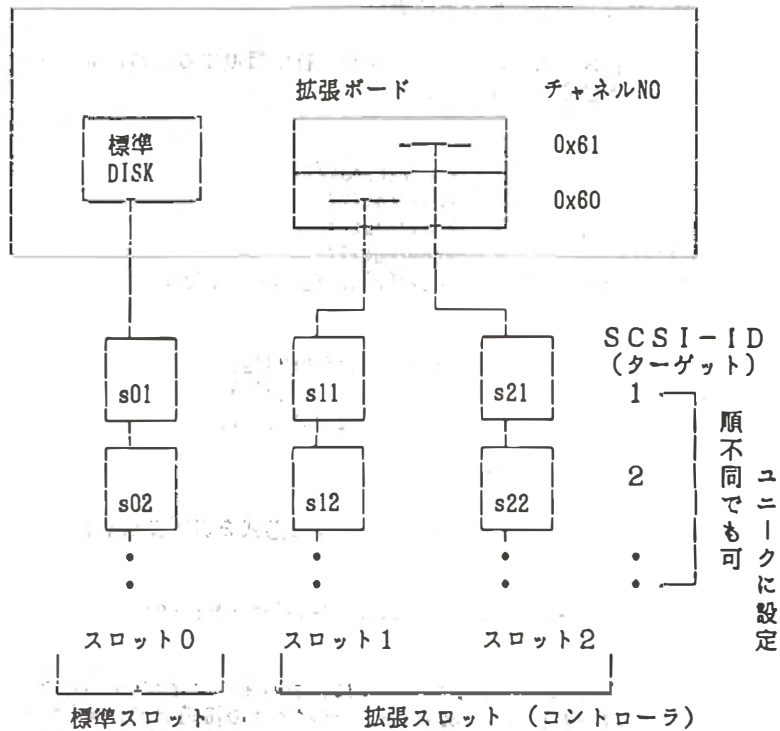 拡張ボード チャネルNO
標準
DISK
0x61
0x60
SCSI-ID
(ターゲット)
s01 s11 s21 1
s02 s12 s22 2
順不同でも可
ユニークに設定
スロット0 スロット1 スロット2
標準スロット 拡張スロット (コントローラ)